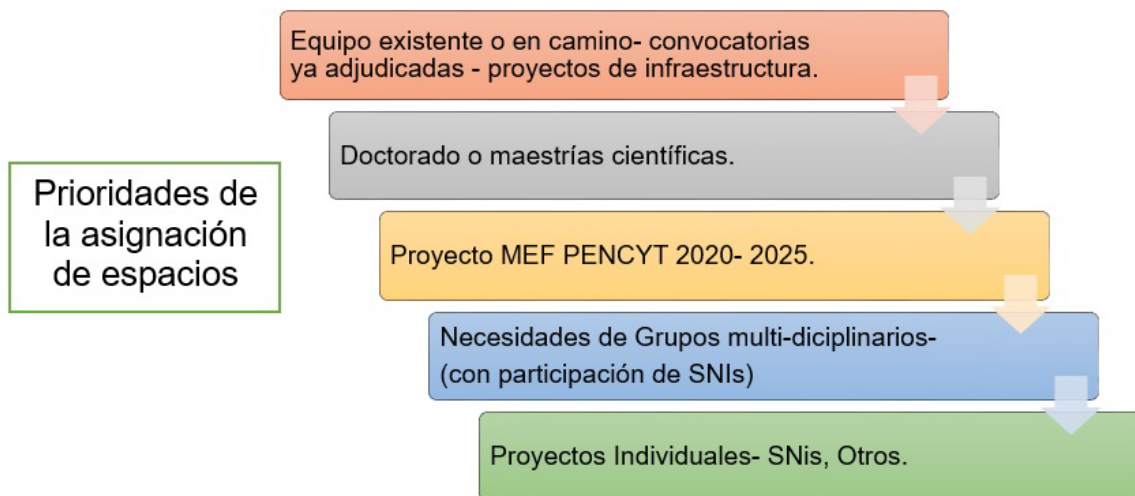 Equipo existente o en camino- convocatorias
ya adjudicadas - proyectos de infraestructura.
Doctorado o maestrías científicas.
Prioridades de
la asignación
de espacios
Proyecto MEF PENCYT 2020- 2025.
Necesidades de Grupos multi-diciplinarios-
(con participación de SNIs)
Proyectos Individuales- SNis, Otros.